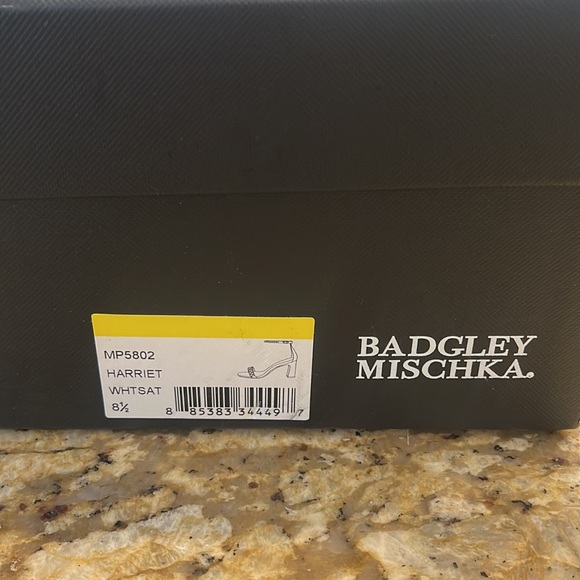 MP5802
HARRIET
WHTSAT
8½
8 85383 34449 7
BADGLEY
MISCHKA®